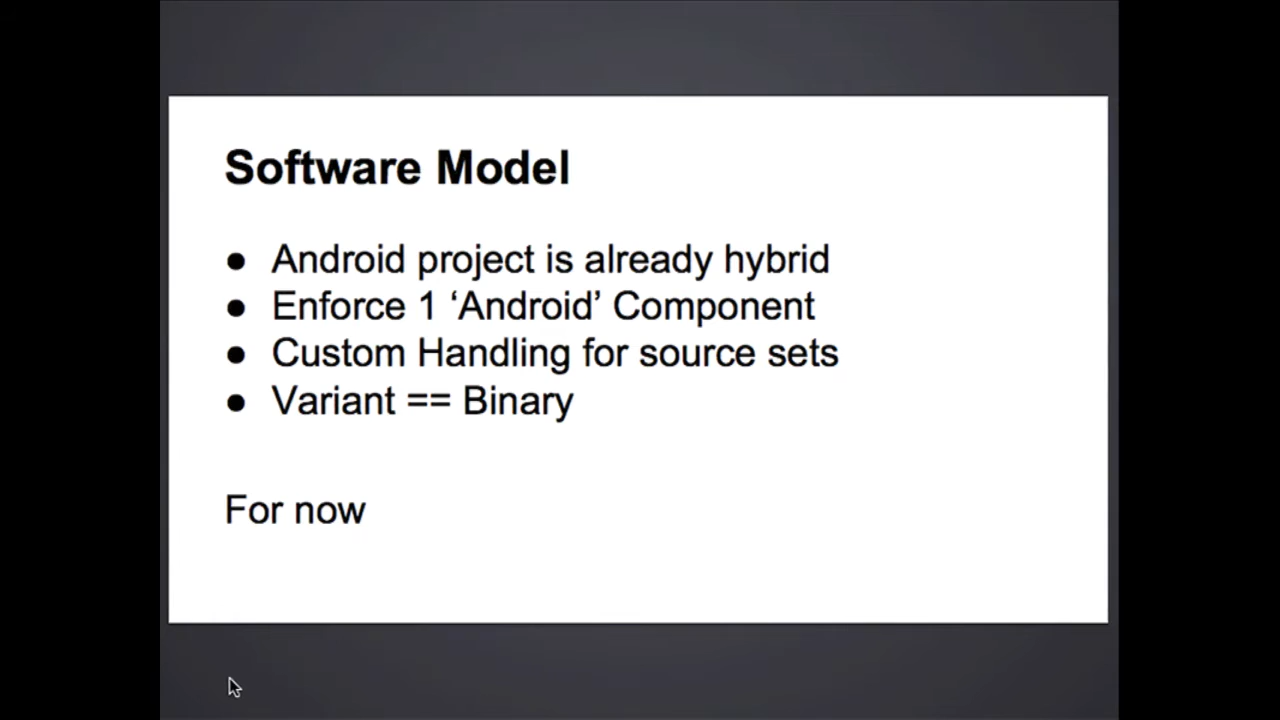 Software Model
● Android project is already hybrid
● Enforce 1 ‘Android’ Component
● Custom Handling for source sets
● Variant == Binary
For now